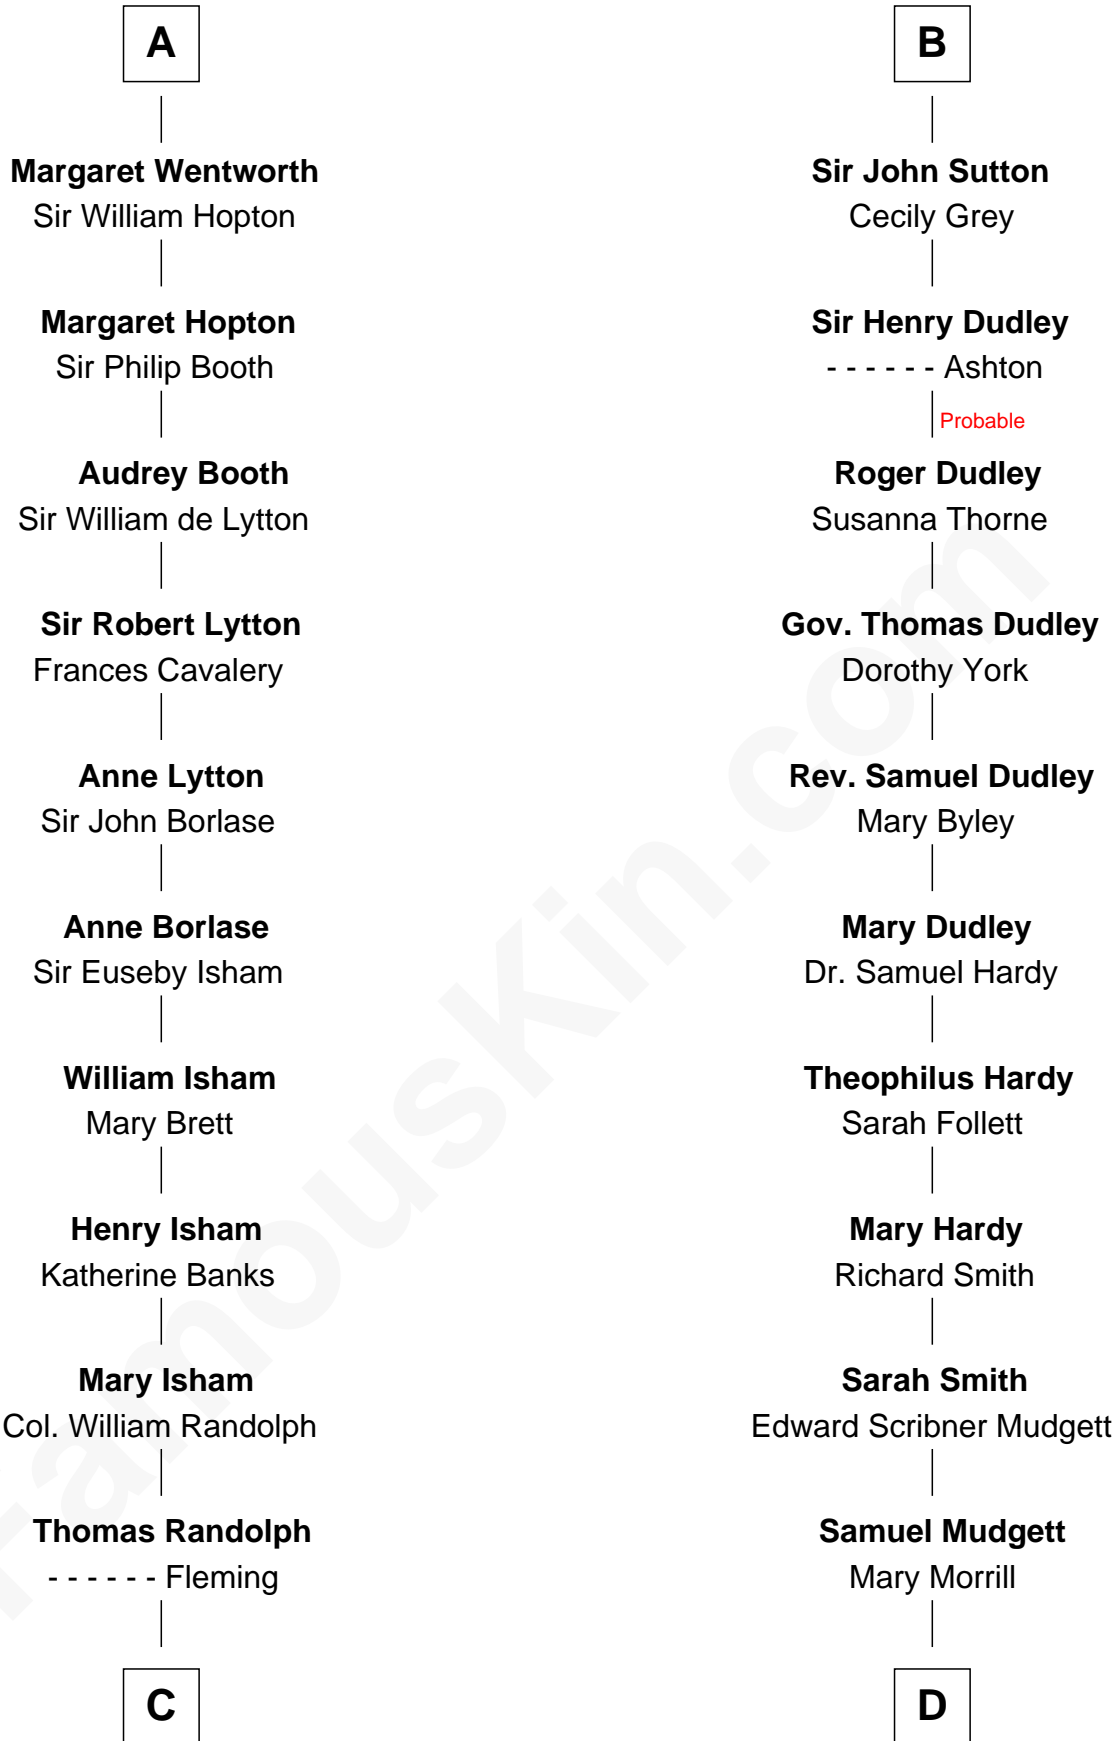 A
Margaret Wentworth
Sir William Hopton
Margaret Hopton
Sir Philip Booth
Audrey Booth
Sir William de Lytton
Sir Robert Lytton
Frances Cavalery
Anne Lytton
Sir John Borlase
Anne Borlase
Sir Euseby Isham
William Isham
Mary Brett
Henry Isham
Katherine Banks
Mary Isham
Col. William Randolph
Thomas Randolph
- - - - - - Fleming
C
B
Sir John Sutton
Cecily Grey
Sir Henry Dudley
- - - - - - Ashton
Probable
Roger Dudley
Susanna Thorne
Gov. Thomas Dudley
Dorothy York
Rev. Samuel Dudley
Mary Byley
Mary Dudley
Dr. Samuel Hardy
Theophilus Hardy
Sarah Follett
Mary Hardy
Richard Smith
Sarah Smith
Edward Scribner Mudgett
Samuel Mudgett
Mary Morrill
D
FamousKin.com